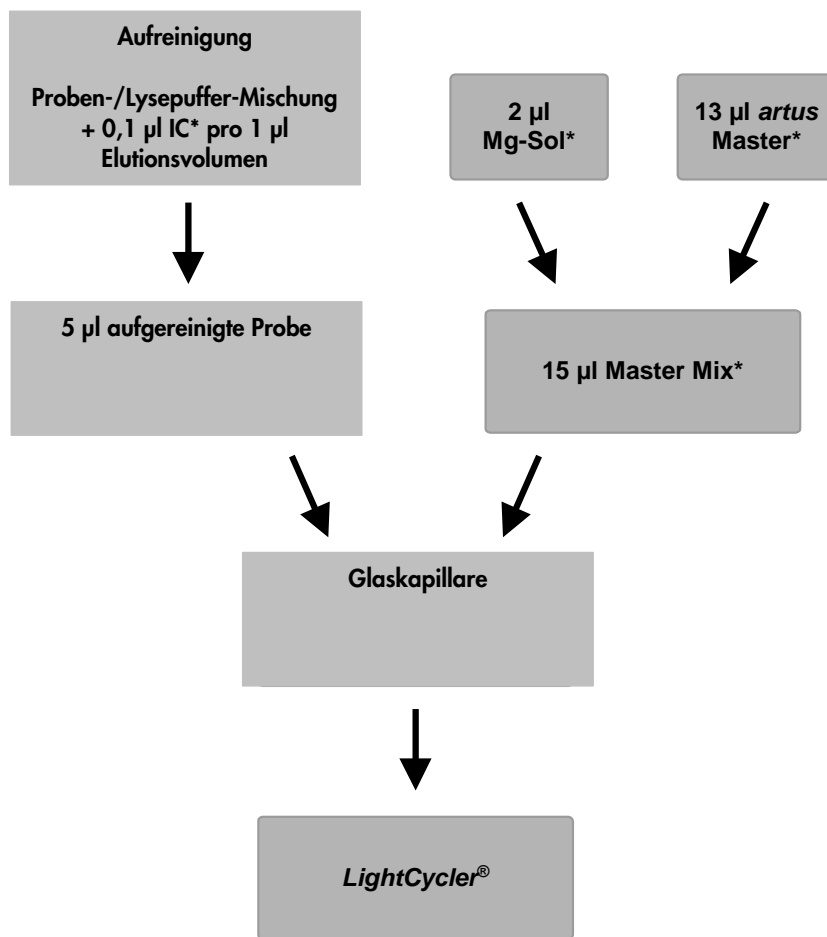 Aufreinigung
Proben-/Lysepuffer-Mischung
+ 0,1 µl IC* pro 1 µl
Elutionsvolumen
2 µl
Mg-Sol*
13 µl artus
Master*
5 µl aufgereinigte Probe
15 µl Master Mix*
Glaskapillare
LightCycler®